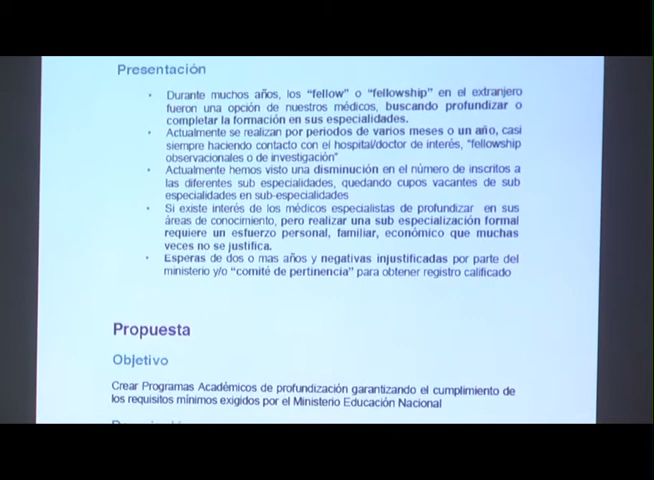 Presentación
• Durante muchos años, los “fellow” o “fellowship” en el extranjero
fueron una opción de nuestros médicos, buscando profundizar o
completar la formación en sus especialidades.
• Actualmente se realizan por periodos de varios meses o un año, casi
siempre haciendo contacto con el hospital/doctor de interés, “fellowship
observacionales o de investigación”
• Actualmente hemos visto una disminución en el número de inscritos a
las diferentes sub especialidades, quedando cupos vacantes de sub
especialidades en sub-especialidades
• Si existe interés de los médicos especialistas de profundizar en sus
áreas de conocimiento, pero realizar una sub especialización formal
requiere un esfuerzo personal, familiar, económico que muchas
veces no se justifica.
• Esperas de dos o mas años y negativas injustificadas por parte del
ministerio y/o “comité de pertinencia” para obtener registro calificado
Propuesta
Objetivo
Crear Programas Académicos de profundización garantizando el cumplimiento de
los requisitos mínimos exigidos por el Ministerio Educación Nacional